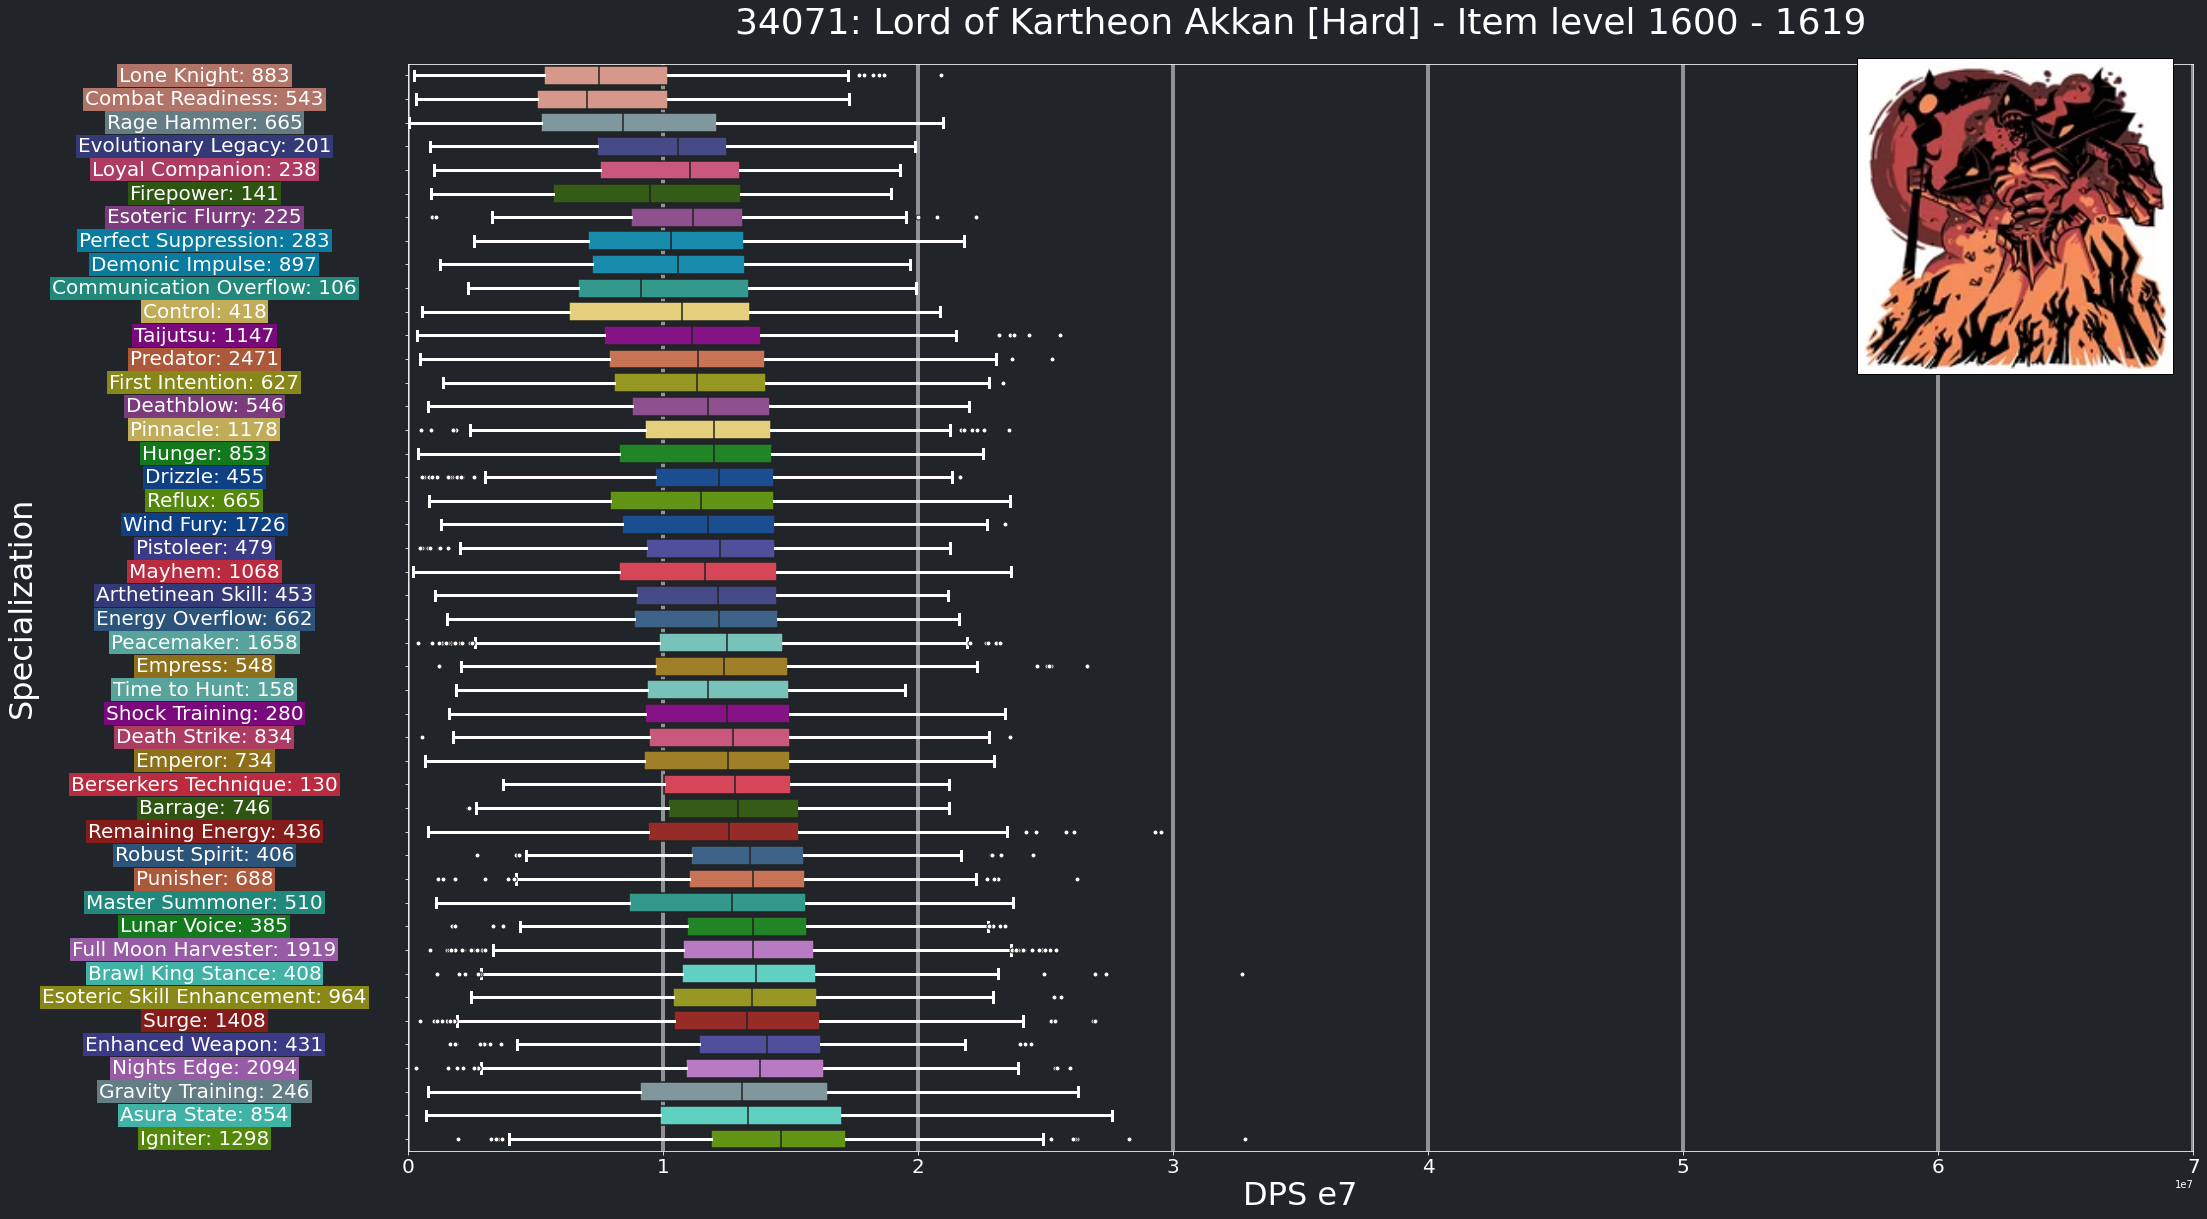 34071: Lord of Kartheon Akkan [Hard] - Item level 1600 - 1619
Specialization
Lone Knight: 883
Combat Readiness: 543
Rage Hammer: 665
Evolutionary Legacy: 201
Loyal Companion: 238
Firepower: 141
Esoteric Flurry: 225
Perfect Suppression: 283
Demonic Impulse: 897
Communication Overflow: 106
Control: 418
Taijutsu: 1147
Predator: 2471
First Intention: 627
Deathblow: 546
Pinnacle: 1178
Hunger: 853
Drizzle: 455
Reflux: 665
Wind Fury: 1726
Pistoleer: 479
Mayhem: 1068
Arthetinean Skill: 453
Energy Overflow: 662
Peacemaker: 1658
Empress: 548
Time to Hunt: 158
Shock Training: 280
Death Strike: 834
Emperor: 734
Berserkers Technique: 130
Barrage: 746
Remaining Energy: 436
Robust Spirit: 406
Punisher: 688
Master Summoner: 510
Lunar Voice: 385
Full Moon Harvester: 1919
Brawl King Stance: 408
Esoteric Skill Enhancement: 964
Surge: 1408
Enhanced Weapon: 431
Nights Edge: 2094
Gravity Training: 246
Asura State: 854
Igniter: 1298
0 1 2 3 4 5 6 7
1e7
DPS e7